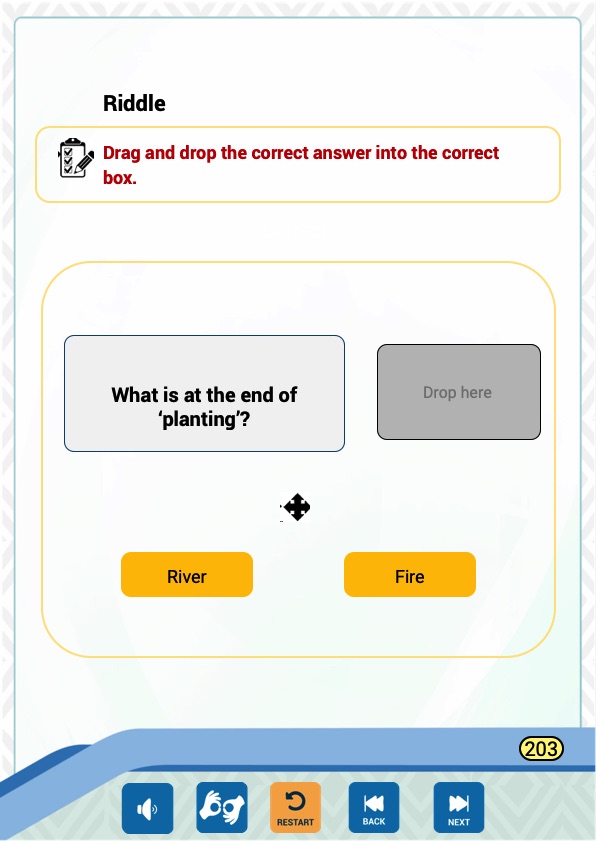 Riddle
Drag and drop the correct answer into the correct
box.
What is at the end of
‘planting’?
Drop here
River
Fire
203
RESTART
BACK
NEXT